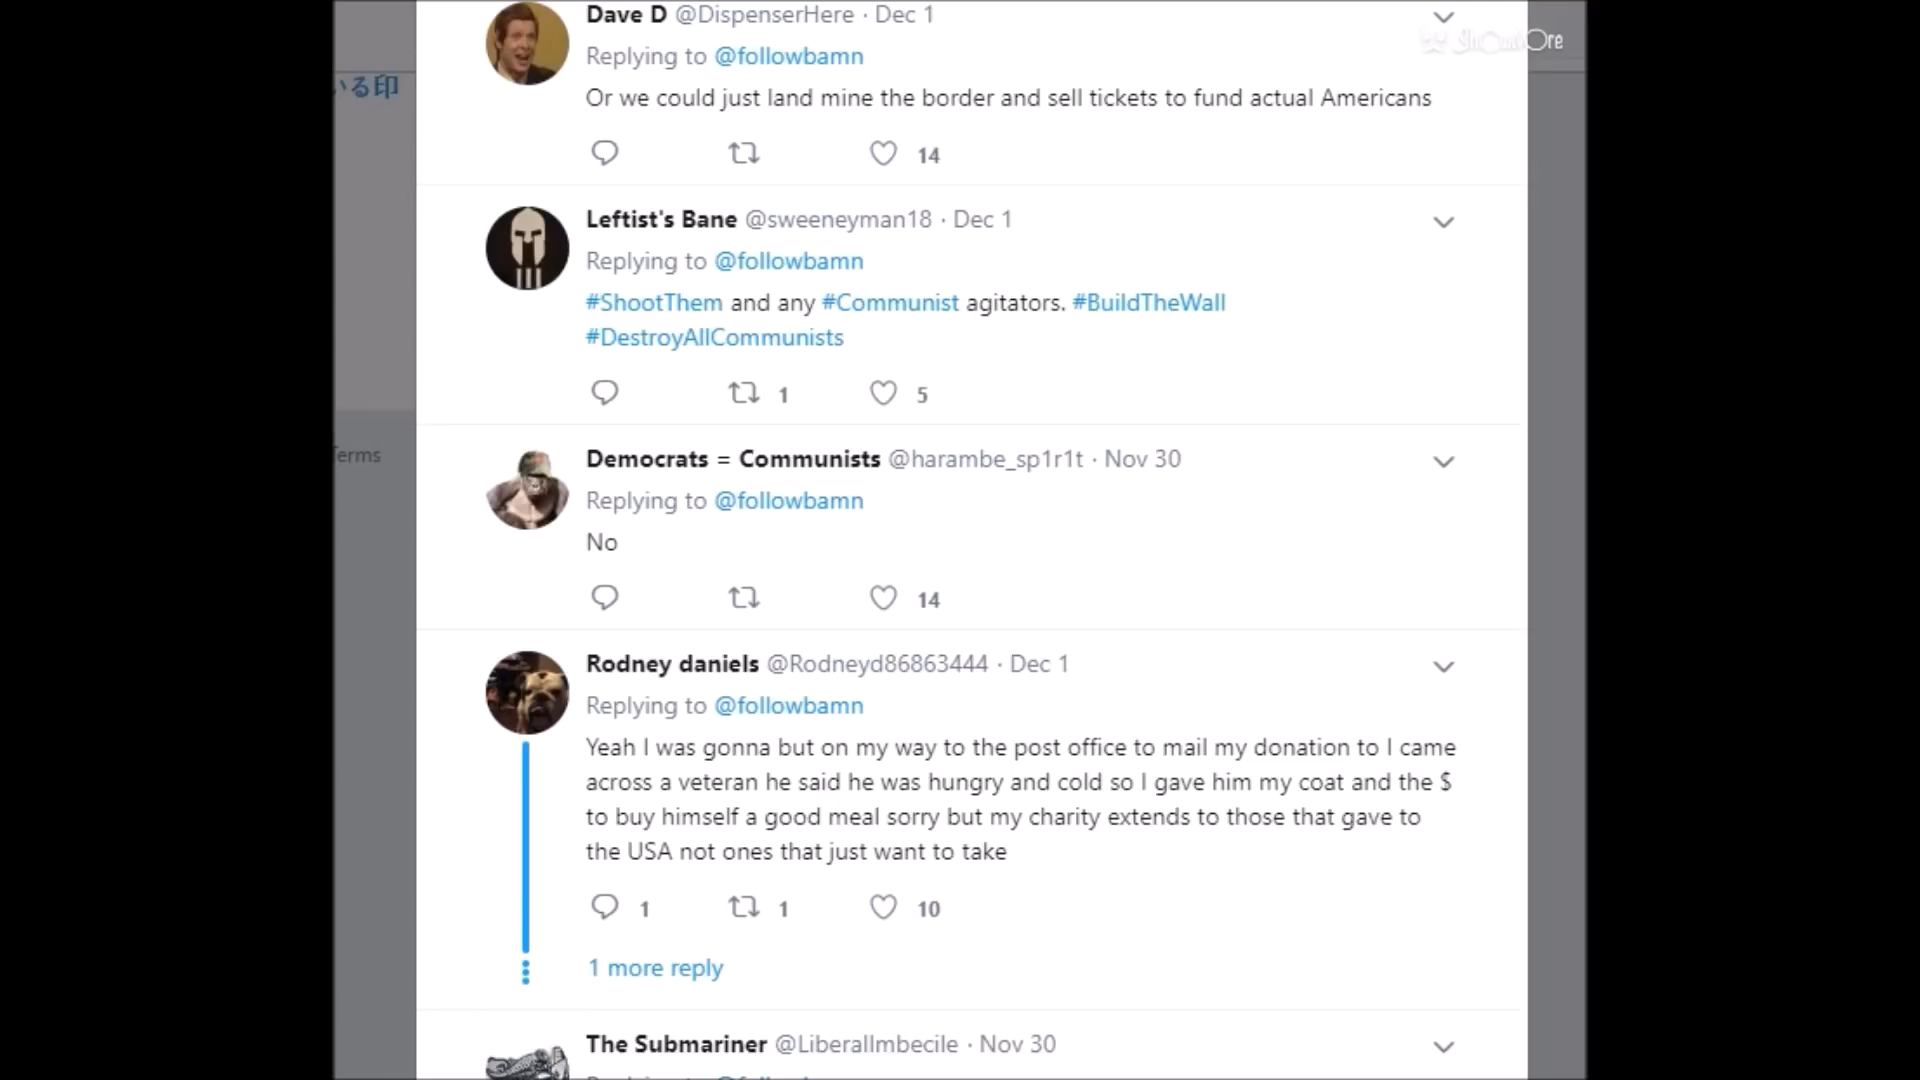 Dave D @DispenserHere · Dec 1
Replying to @followbamn
いる印
Or we could just land mine the border and sell tickets to fund actual Americans
14
Leftist's Bane @sweeneyman18 · Dec 1
Replying to @followbamn
#ShootThem and any #Communist agitators. #BuildTheWall
#DestroyAllCommunists
1 5
Democrats = Communists @harambe_sp1r1t · Nov 30
Terms
Replying to @followbamn
No
14
Rodney daniels @Rodneyd86863444 · Dec 1
Replying to @followbamn
Yeah I was gonna but on my way to the post office to mail my donation to I came
across a veteran he said he was hungry and cold so I gave him my coat and the $
to buy himself a good meal sorry but my charity extends to those that gave to
the USA not ones that just want to take
1 1 10
1 more reply
The Submariner @LiberalImbecile · Nov 30
Replying to